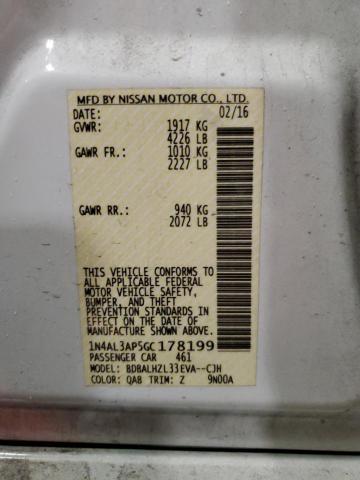 MFD BY NISSAN MOTOR CO., LTD.
DATE: 02/16
GVWR: 1917 KG
4226 LB
GAWR FR.: 1010 KG
2227 LB
GAWR RR.: 940 KG
2072 LB
THIS VEHICLE CONFORMS TO
ALL APPLICABLE FEDERAL
MOTOR VEHICLE SAFETY,
BUMPER, AND THEFT
PREVENTION STANDARDS IN
EFFECT ON THE DATE OF
MANUFACTURE SHOWN ABOVE.
1N4AL3AP5GC178199
PASSENGER CAR 461
MODEL: BDBALHZL33EVA--CJH
COLOR: QAB TRIM: Z 9N00A